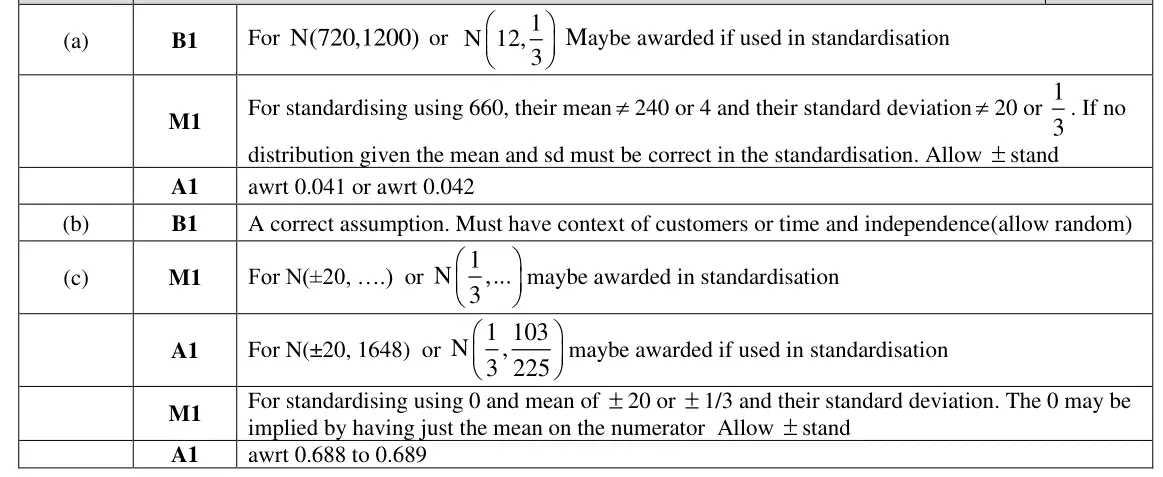 (a) B1 For N(720,1200) or N(12, 1/3) Maybe awarded if used in standardisation
M1 For standardising using 660, their mean ≠ 240 or 4 and their standard deviation ≠ 20 or 1/3 . If no
distribution given the mean and sd must be correct in the standardisation. Allow ± stand
A1 awrt 0.041 or awrt 0.042
(b) B1 A correct assumption. Must have context of customers or time and independence(allow random)
(c) M1 For N(±20, ….) or N(1/3, ...) maybe awarded in standardisation
A1 For N(±20, 1648) or N(1/3, 103/225) maybe awarded if used in standardisation
M1 For standardising using 0 and mean of ± 20 or ± 1/3 and their standard deviation. The 0 may be
implied by having just the mean on the numerator Allow ± stand
A1 awrt 0.688 to 0.689